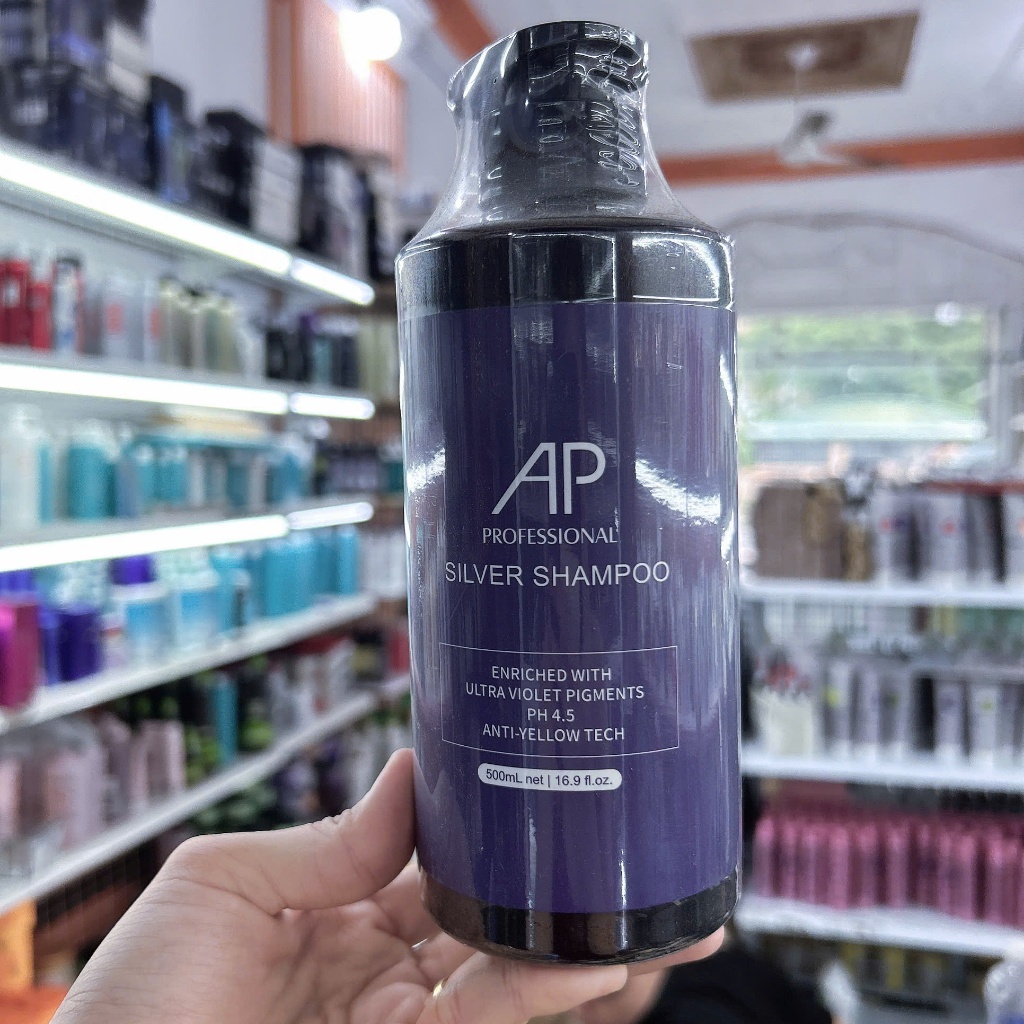 AP
PROFESSIONAL
SILVER SHAMPOO
ENRICHED WITH
ULTRA VIOLET PIGMENTS
PH 4.5
ANTI-YELLOW TECH
500mL net | 16.9 fl.oz.